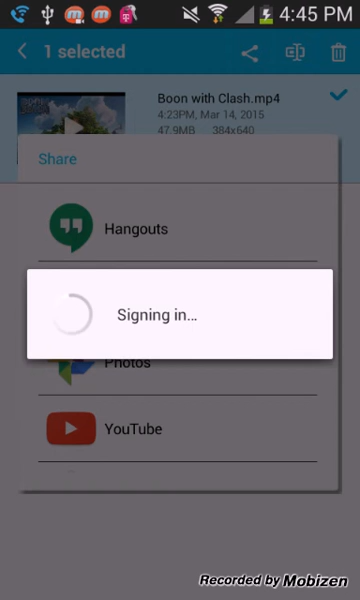 4:45 PM
1 selected
Boon with Clash.mp4
4:23PM, Mar 14, 2015
47.9MB 384x640
Share
Hangouts
Signing in...
Photos
YouTube
Recorded by Mobizen